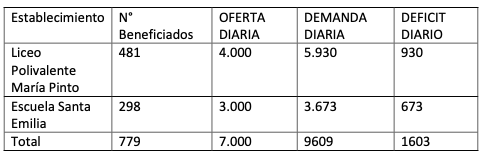 Establecimiento N° OFERTA DEMANDA DEFICIT
Beneficiados DIARIA DIARIA DIARIO
Liceo 481 4.000 5.930 930
Polivalente
María Pinto
Escuela Santa 298 3.000 3.673 673
Emilia
Total 779 7.000 9609 1603